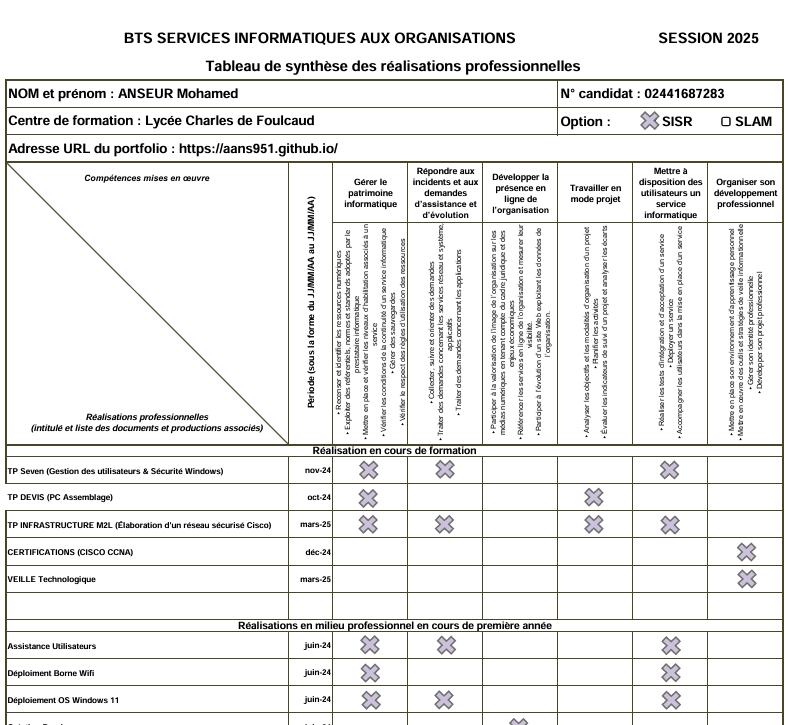 BTS SERVICES INFORMATIQUES AUX ORGANISATIONS SESSION 2025
Tableau de synthèse des réalisations professionnelles
NOM et prénom : ANSEUR Mohamed N° candidat : 02441687283
Centre de formation : Lycée Charles de Foulcaud Option : SISR SLAM
Adresse URL du portfolio : https://aans951.github.io/
Compétences mises en œuvre
Réalisations professionnelles
(intitulé et liste des documents et productions associés)
Période (sous la forme du JJ/MM/AA au JJ/MM/AA)
Gérer le
patrimoine
informatique
Répondre aux
incidents et aux
demandes
d'assistance et
d'évolution
Développer la
présence en
ligne de
l'organisation
Travailler en
mode projet
Mettre à
disposition des
utilisateurs un
service
informatique
Organiser son
développement
professionnel
• Recenser et identifier les ressources numériques
• Exploiter des référentiels, normes et standards adoptés par le
prestataire informatique
• Mettre en place et vérifier les niveaux d'habilitation associés à un
service
• Vérifier les conditions de la continuité d'un service informatique
• Gérer des sauvegardes
• Vérifier le respect des règles d'utilisation des ressources
• Collecter, suivre et orienter des demandes
• Traiter des demandes concernant les services réseau et système,
applicatifs
• Traiter des demandes concernant les applications
• Participer à la valorisation de l'image de l'organisation sur les
médias numériques en tenant compte du cadre juridique et des
enjeux économiques
• Référencer les services en ligne de l'organisation et mesurer leur
visibilité.
• Participer à l'évolution d'un site Web exploitant les données de
l'organisation.
• Analyser les objectifs et les modalités d'organisation d'un projet
• Planifier les activités
• Évaluer les indicateurs de suivi d'un projet et analyser les écarts
• Réaliser les tests d'intégration et d'acceptation d'un service
• Déployer un service
• Accompagner les utilisateurs dans la mise en place d'un service
• Mettre en place son environnement d'apprentissage personnel
• Mettre en œuvre des outils et stratégies de veille informationnelle
• Gérer son identité professionnelle
• Développer son projet professionnel
Réalisation en cours de formation
TP Seven (Gestion des utilisateurs & Sécurité Windows) nov-24
TP DEVIS (PC Assemblage) oct-24
TP INFRASTRUCTURE M2L (Élaboration d'un réseau sécurisé Cisco) mars-25
CERTIFICATIONS (CISCO CCNA) déc-24
VEILLE Technologique mars-25
Réalisations en milieu professionnel en cours de première année
Assistance Utilisateurs juin-24
Déploiment Borne Wifi juin-24
Déploiement OS Windows 11 juin-24